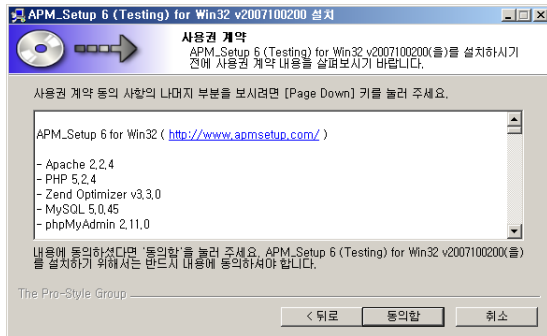 APM_Setup 6 (Testing) for Win32 v2007100200 설치
사용권 계약
APM_Setup 6 (Testing) for Win32 v2007100200(을)를 설치하시기
전에 사용권 계약 내용을 살펴보시기 바랍니다.
사용권 계약 동의 사항의 나머지 부분을 보시려면 [Page Down] 키를 눌러 주세요.
APM_Setup 6 for Win32 ( http://www.apmsetup.com/ )
- Apache 2.2.4
- PHP 5.2.4
- Zend Optimizer v3.3.0
- MySQL 5.0.45
- phpMyAdmin 2.11.0
내용에 동의하셨다면 '동의함'을 눌러 주세요. APM_Setup 6 (Testing) for Win32 v2007100200(을)
를 설치하기 위해서는 반드시 내용에 동의하셔야 합니다.
The Pro-Style Group
< 뒤로 동의함 취소